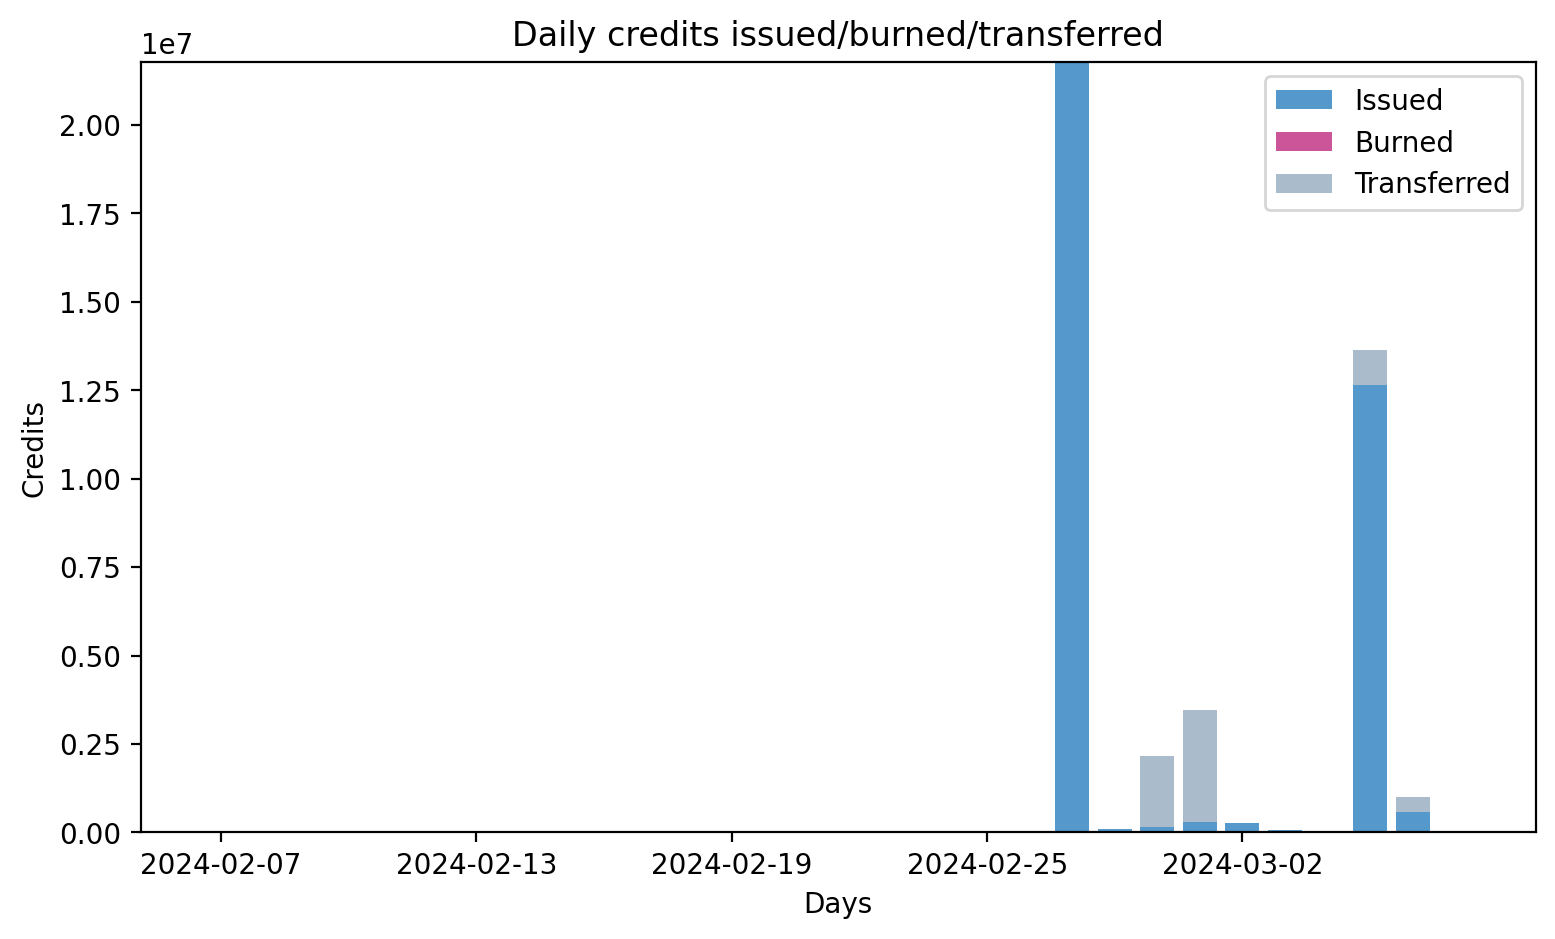 Daily credits issued/burned/transferred
1e7
Issued
Burned
Transferred
2.00
1.75
1.50
1.25
1.00
0.75
0.50
0.25
0.00
Credits
2024-02-07
2024-02-13
2024-02-19
2024-02-25
2024-03-02
Days